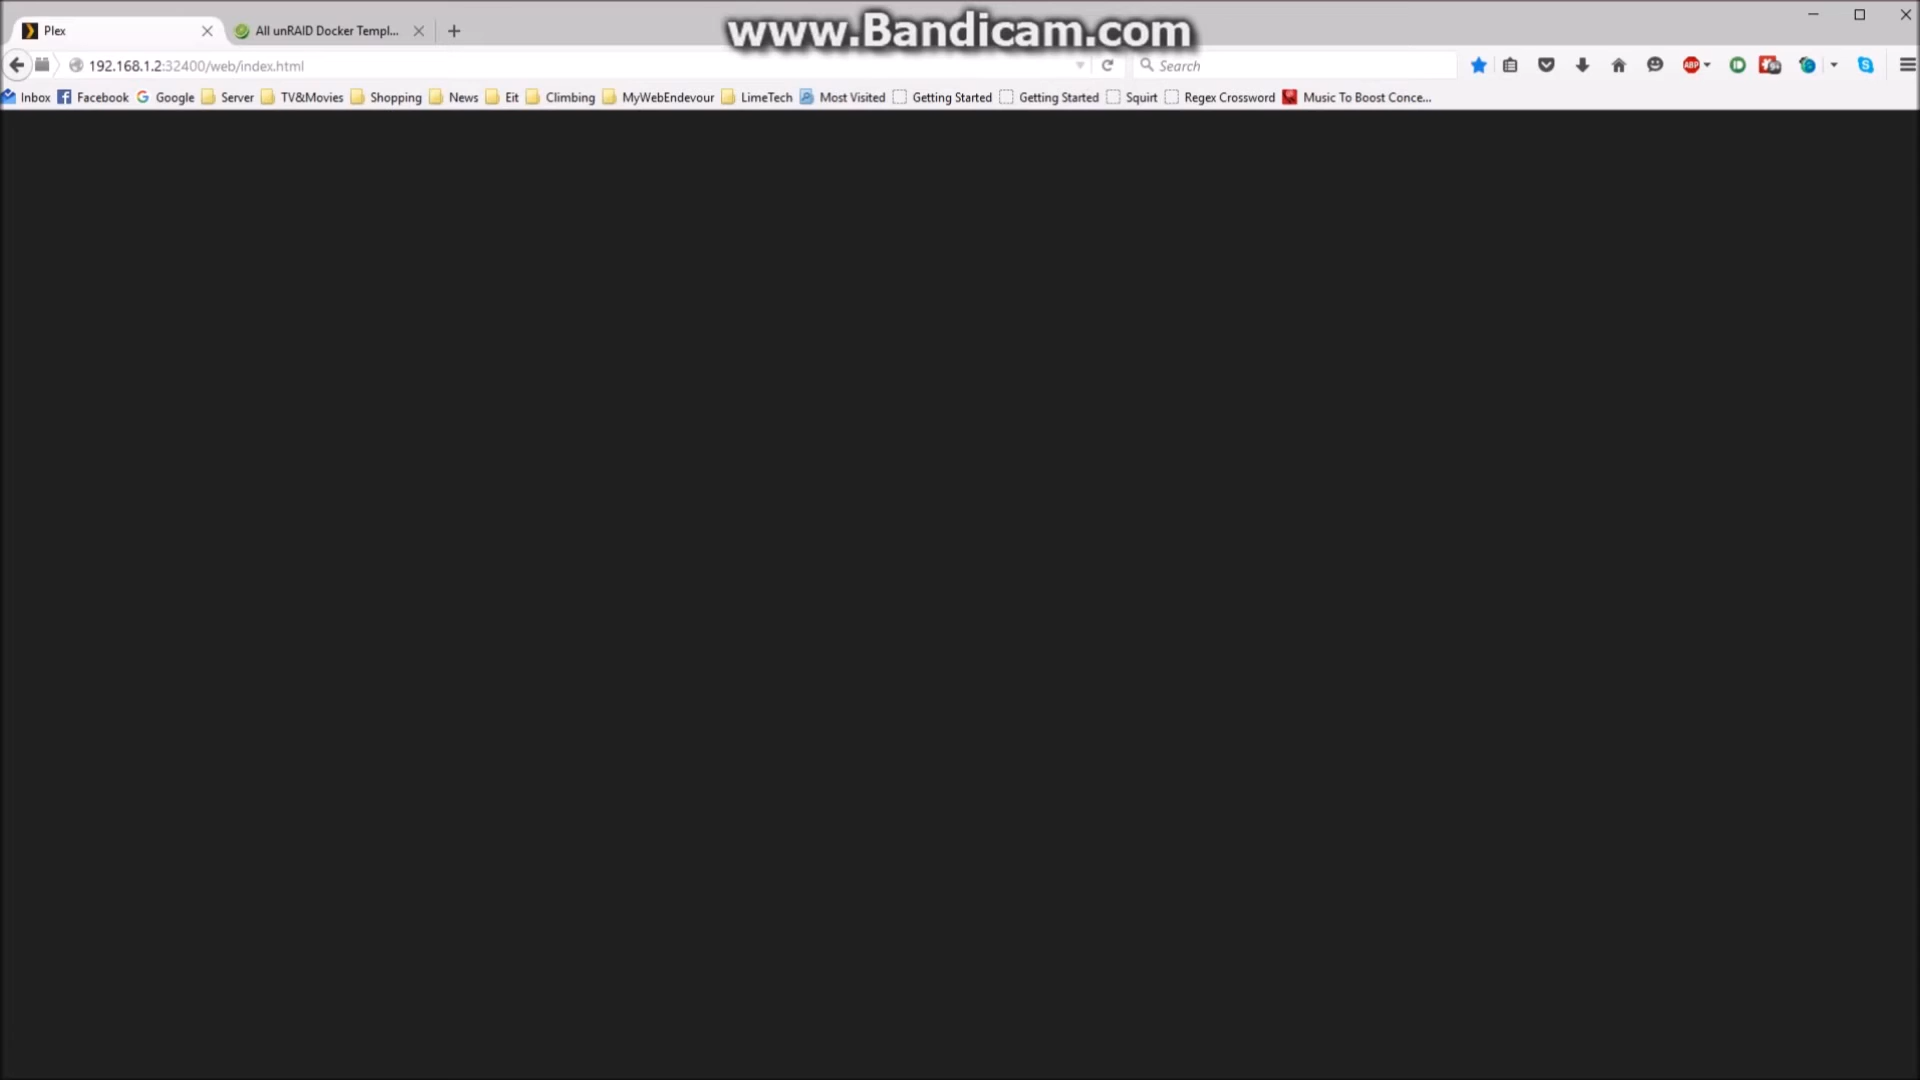 www.Bandicam.com
Plex
All unRAID Docker Templ...
192.168.1.2:32400/web/index.html
Search
ABP
Inbox
Facebook
Google
Server
TV&Movies
Shopping
News
Eit
Climbing
MyWebEndevour
LimeTech
Most Visited
Getting Started
Getting Started
Squirt
Regex Crossword
Music To Boost Conce...